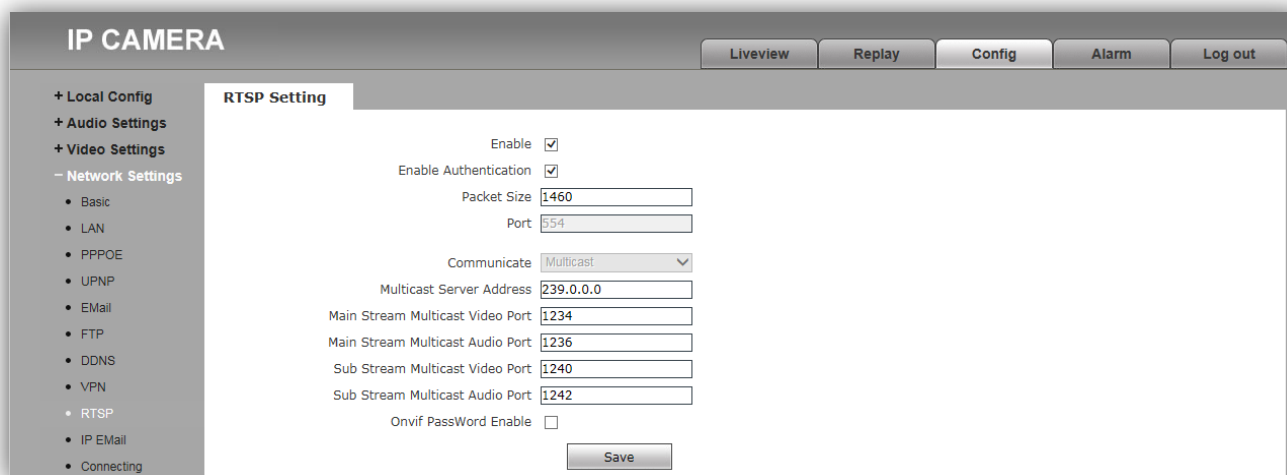 IP CAMERA
Liveview Replay Config Alarm Log out
+ Local Config
+ Audio Settings
+ Video Settings
− Network Settings
• Basic
• LAN
• PPPOE
• UPNP
• EMail
• FTP
• DDNS
• VPN
• RTSP
• IP EMail
• Connecting
RTSP Setting
Enable
Enable Authentication
Packet Size 1460
Port 554
Communicate Multicast
Multicast Server Address 239.0.0.0
Main Stream Multicast Video Port 1234
Main Stream Multicast Audio Port 1236
Sub Stream Multicast Video Port 1240
Sub Stream Multicast Audio Port 1242
Onvif PassWord Enable
Save